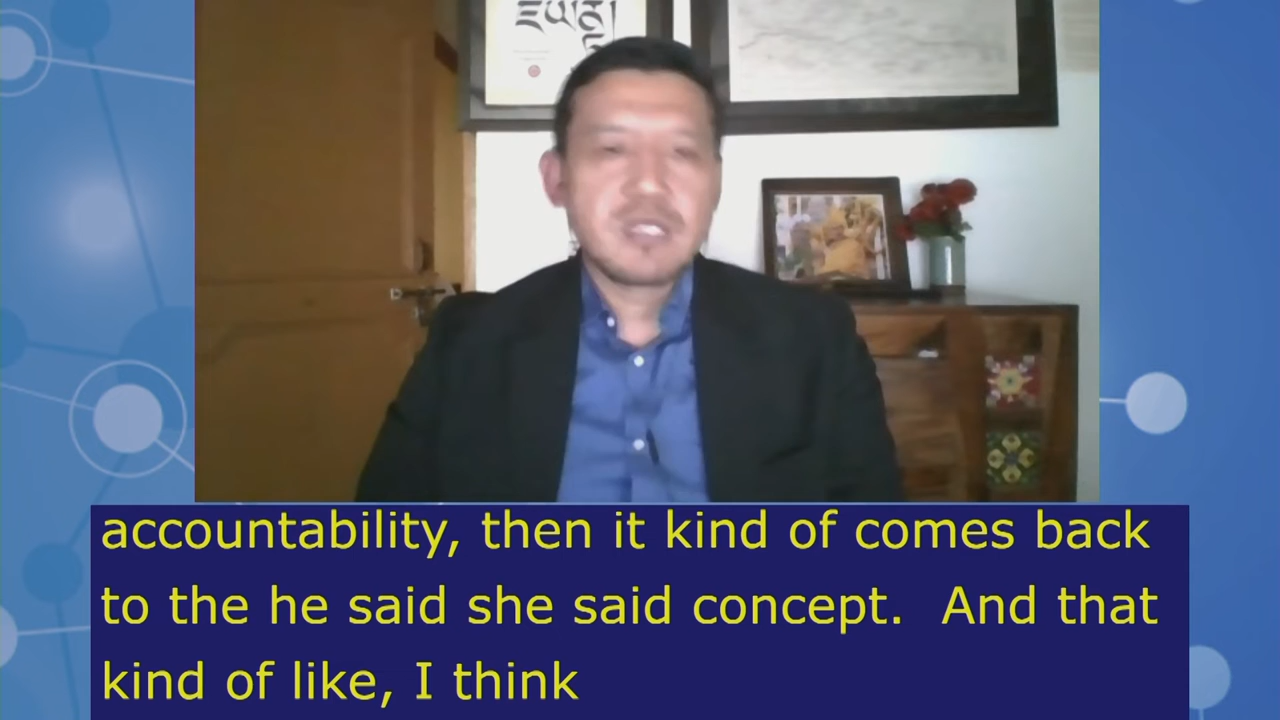 accountability, then it kind of comes back
to the he said she said concept.  And that
kind of like, I think